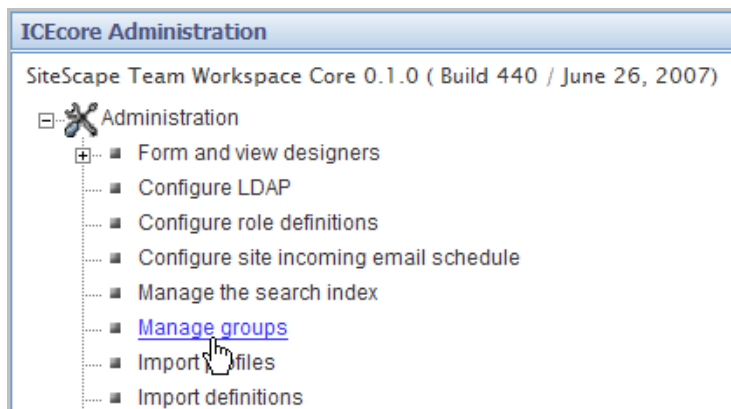 ICEcore Administration
SiteScape Team Workspace Core 0.1.0 ( Build 440 / June 26, 2007)
Administration
Form and view designers
Configure LDAP
Configure role definitions
Configure site incoming email schedule
Manage the search index
Manage groups
Import profiles
Import definitions